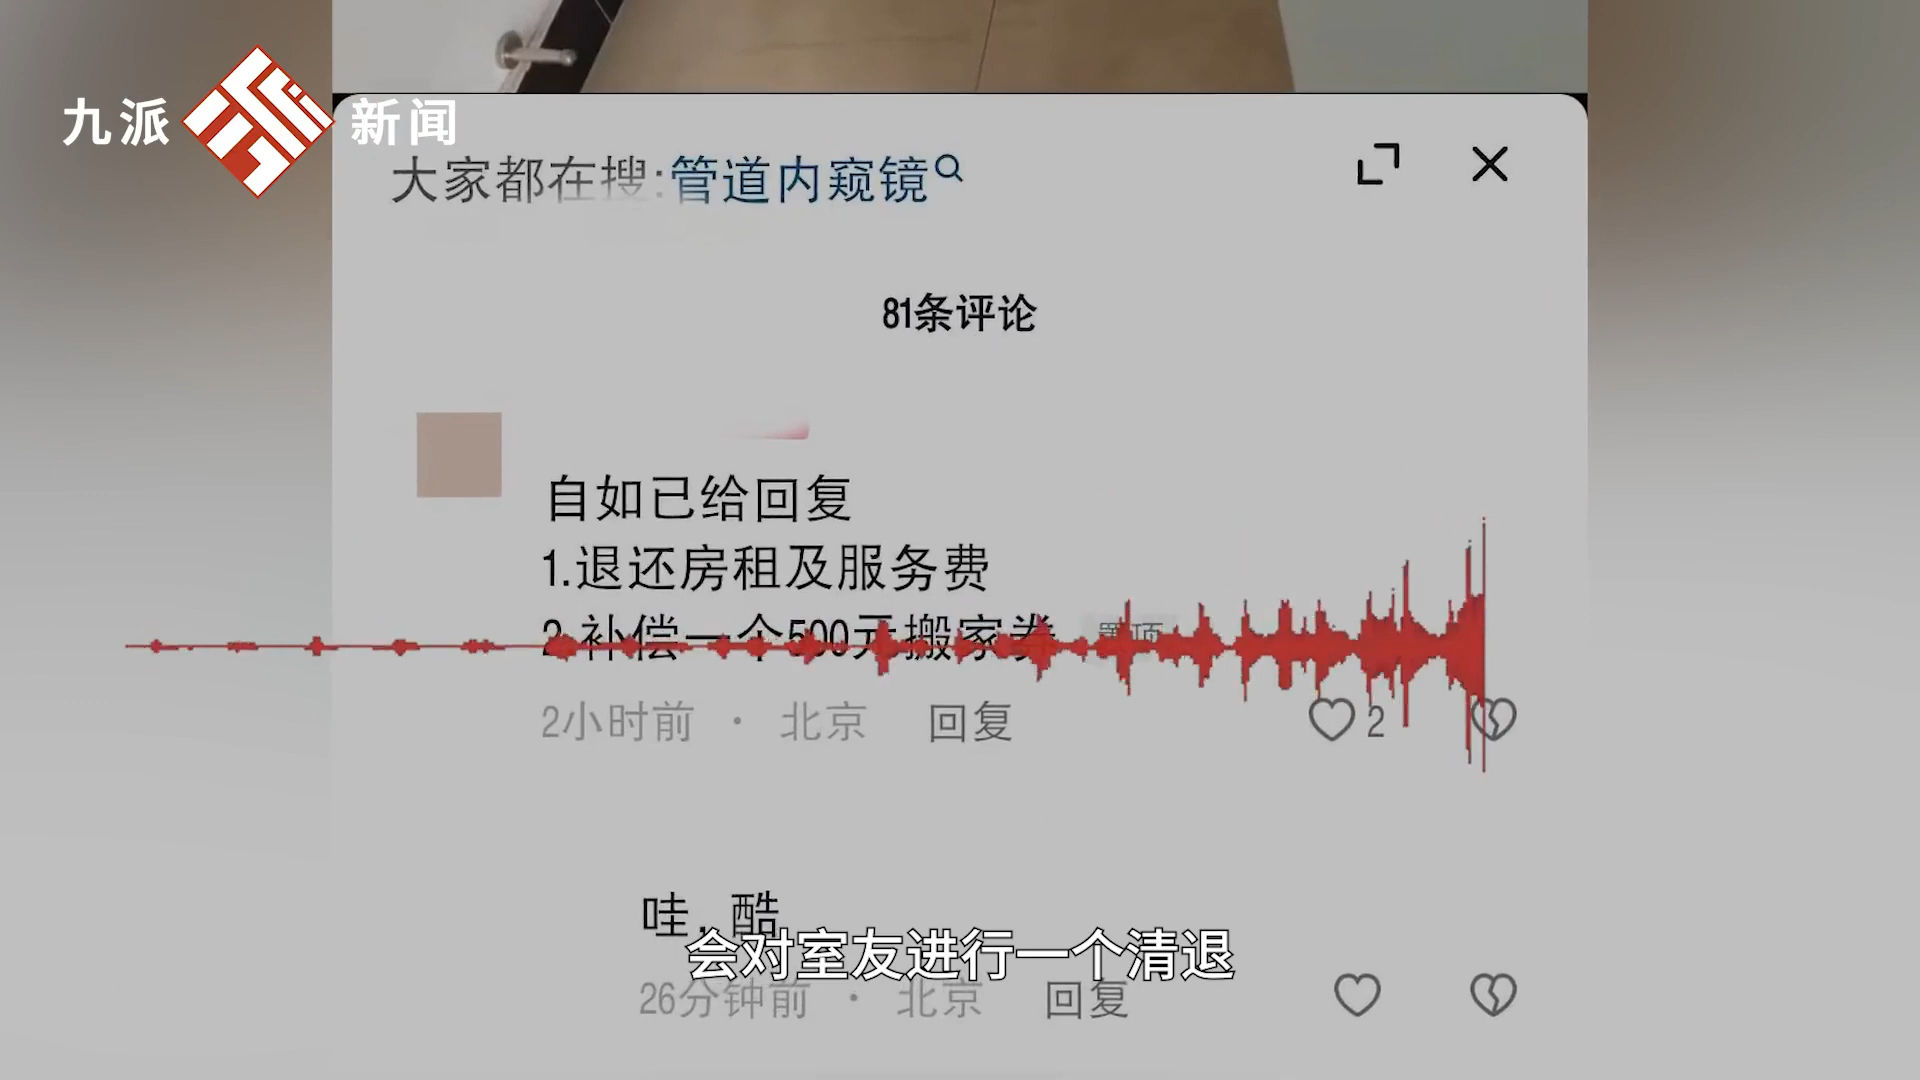 九派新闻
大家都在搜:管道内窥镜
81条评论
自如已给回复
1.退还房租及服务费
2.补偿一个500元搬家券 置顶
2小时前 · 北京 回复 2
哇，酷
会对室友进行一个清退
26分钟前 · 北京 回复